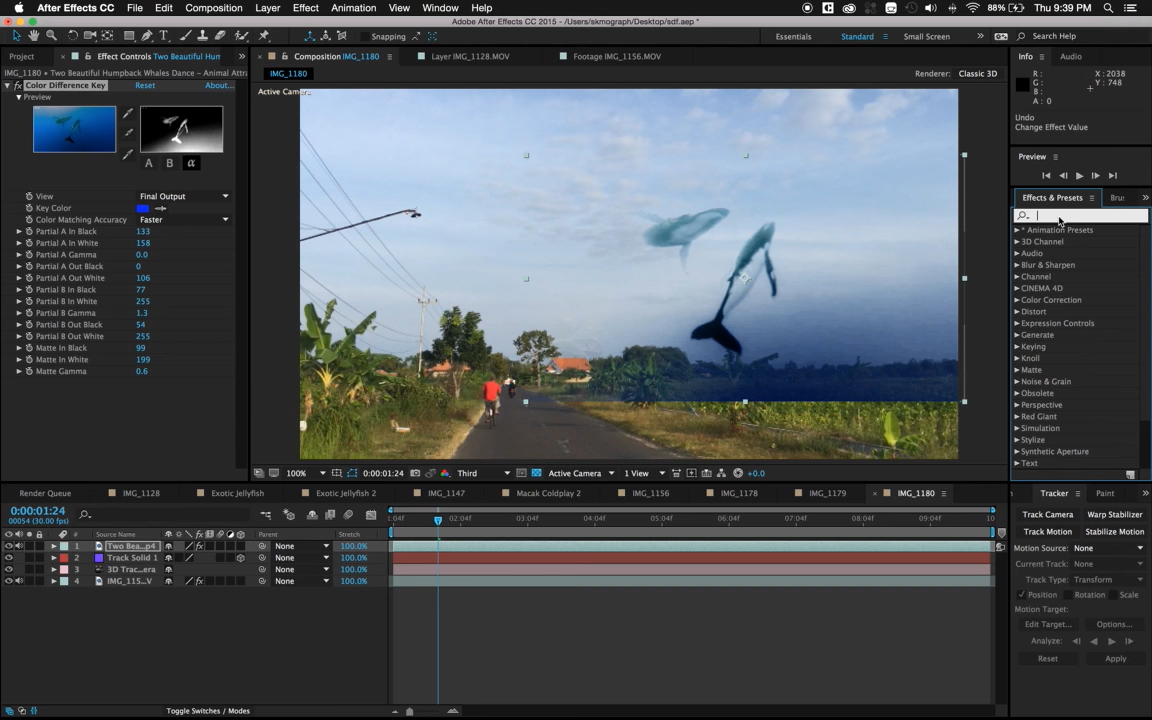 After Effects CC File Edit Composition Layer Effect Animation View Window Help 88% Thu 9:39 PM
Adobe After Effects CC 2015 - /Users/skmograph/Desktop/sdf.aep *
Snapping Essentials Standard Small Screen Search Help
Project Effect Controls Two Beautiful Hum Composition IMG_1180 Layer IMG_1128.MOV Footage IMG_1156.MOV Info Audio
IMG_1180 • Two Beautiful Humpback Whales Dance - Animal Attra
IMG_1180 Renderer: Classic 3D
fx Color Difference Key Reset About...
Preview
Active Camera
R: X: 2038
G: Y: 748
B:
A: 0
Undo
Change Effect Value
Preview
A B α
Effects & Presets Bru
View Final Output
Key Color
Color Matching Accuracy Faster
Partial A In Black 133
Partial A In White 158
Partial A Gamma 0.0
Partial A Out Black 0
Partial A Out White 106
Partial B In Black 77
Partial B In White 255
Partial B Gamma 1.3
Partial B Out Black 54
Partial B Out White 255
Matte In Black 99
Matte In White 199
Matte Gamma 0.6
* Animation Presets
3D Channel
Audio
Blur & Sharpen
Channel
CINEMA 4D
Color Correction
Distort
Expression Controls
Generate
Keying
Knoll
Matte
Noise & Grain
Obsolete
Perspective
Red Giant
Simulation
Stylize
Synthetic Aperture
Text
100% 0:00:01:24 Third Active Camera 1 View +0.0
Render Queue IMG_1128 Exotic Jellyfish Exotic Jellyfish 2 IMG_1147 Macak Coldplay 2 IMG_1156 IMG_1178 IMG_1179 IMG_1180
Tracker Paint
0:00:01:24
00054 (30.00 fps)
:04f 02:04f 03:04f 04:04f 05:04f 06:04f 07:04f 08:04f 09:04f 10
# Source Name Parent Stretch
1 Two Bea...p4 fx None 100.0%
2 Track Solid 1 None 100.0%
3 3D Trac...era None 100.0%
4 IMG_115...V fx None 100.0%
Track Camera Warp Stabilizer
Track Motion Stabilize Motion
Motion Source: None
Current Track: None
Track Type: Transform
Position Rotation Scale
Motion Target:
Edit Target... Options...
Analyze:
Reset Apply
Toggle Switches / Modes